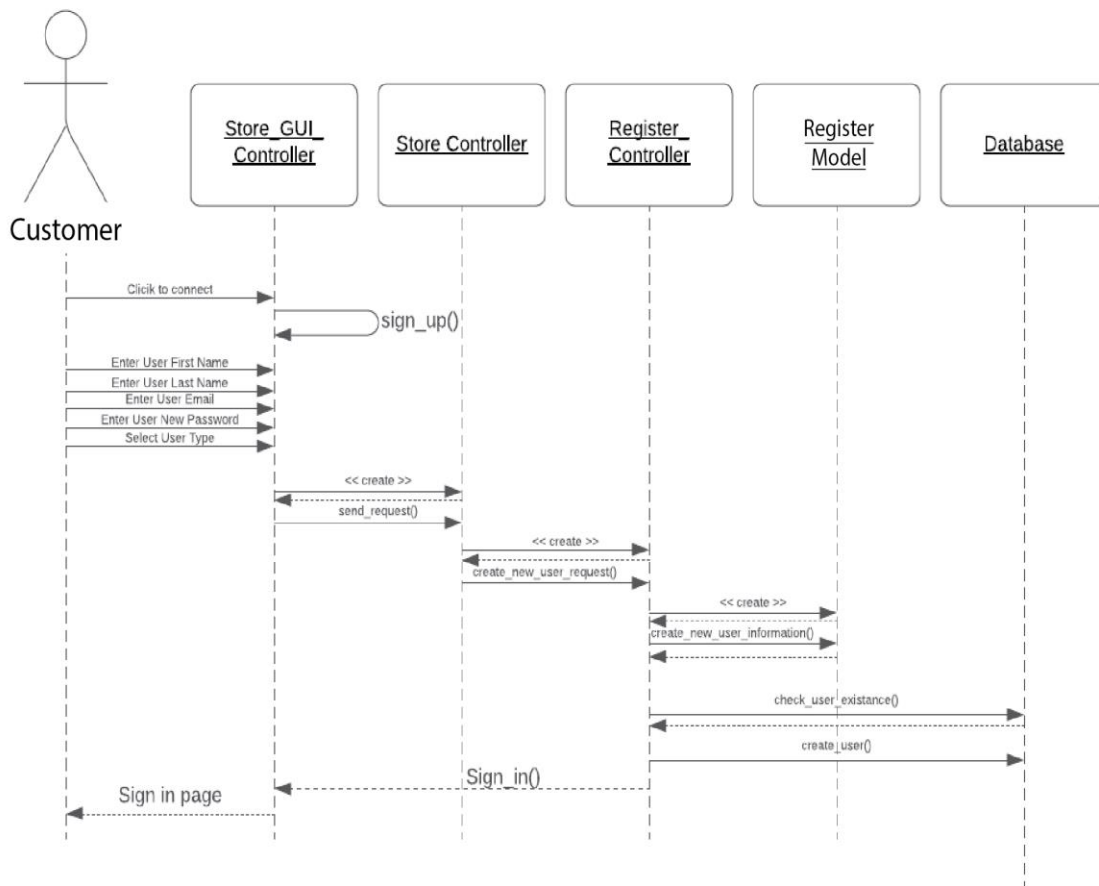 Store_GUI_
Controller
Store Controller
Register_
Controller
Register
Model
Database
Customer
Clicik to connect
sign_up()
Enter User First Name
Enter User Last Name
Enter User Email
Enter User New Password
Select User Type
<< create >>
send_request()
<< create >>
create_new_user_request()
<< create >>
create_new_user_information()
check_user_existance()
create_user()
Sign_in()
Sign in page